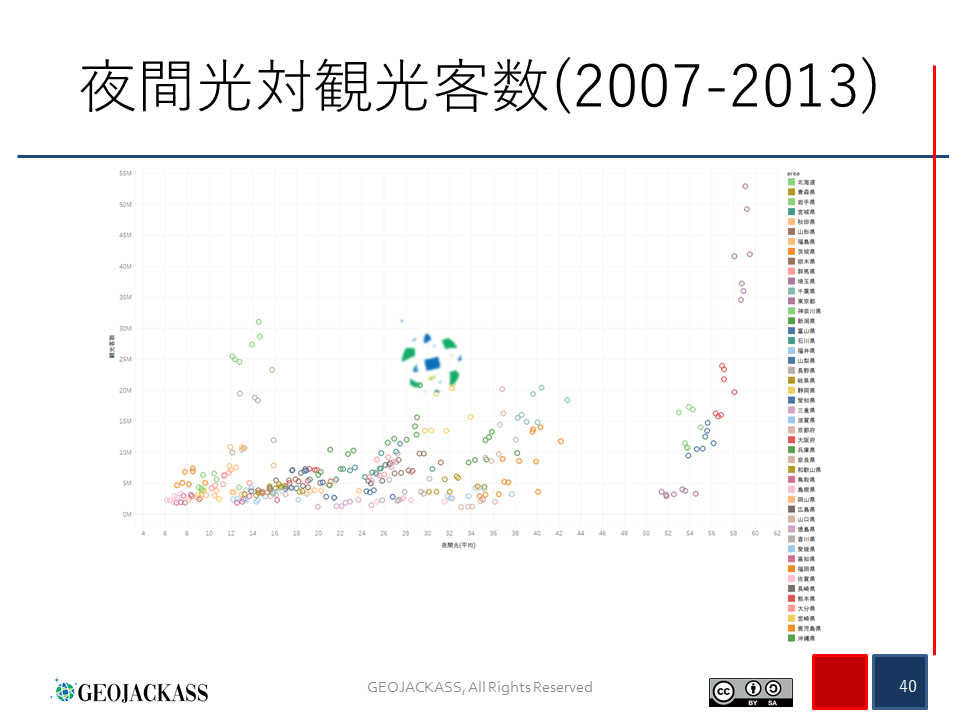 夜間光対観光客数(2007-2013)
55M
50M
45M
40M
35M
30M
25M
20M
15M
10M
5M
0M
観光客数
4 6 8 10 12 14 16 18 20 22 24 26 28 30 32 34 36 38 40 42 44 46 48 50 52 54 56 58 60 62
夜間光(平均)
area
北海道
青森県
岩手県
宮城県
秋田県
山形県
福島県
茨城県
栃木県
群馬県
埼玉県
千葉県
東京都
神奈川県
新潟県
富山県
石川県
福井県
山梨県
長野県
岐阜県
静岡県
愛知県
三重県
滋賀県
京都府
大阪府
兵庫県
奈良県
和歌山県
鳥取県
島根県
岡山県
広島県
山口県
徳島県
香川県
愛媛県
高知県
福岡県
佐賀県
長崎県
熊本県
大分県
宮崎県
鹿児島県
沖縄県
GEOJACKASS
GEOJACKASS, All Rights Reserved
cc BY SA
40